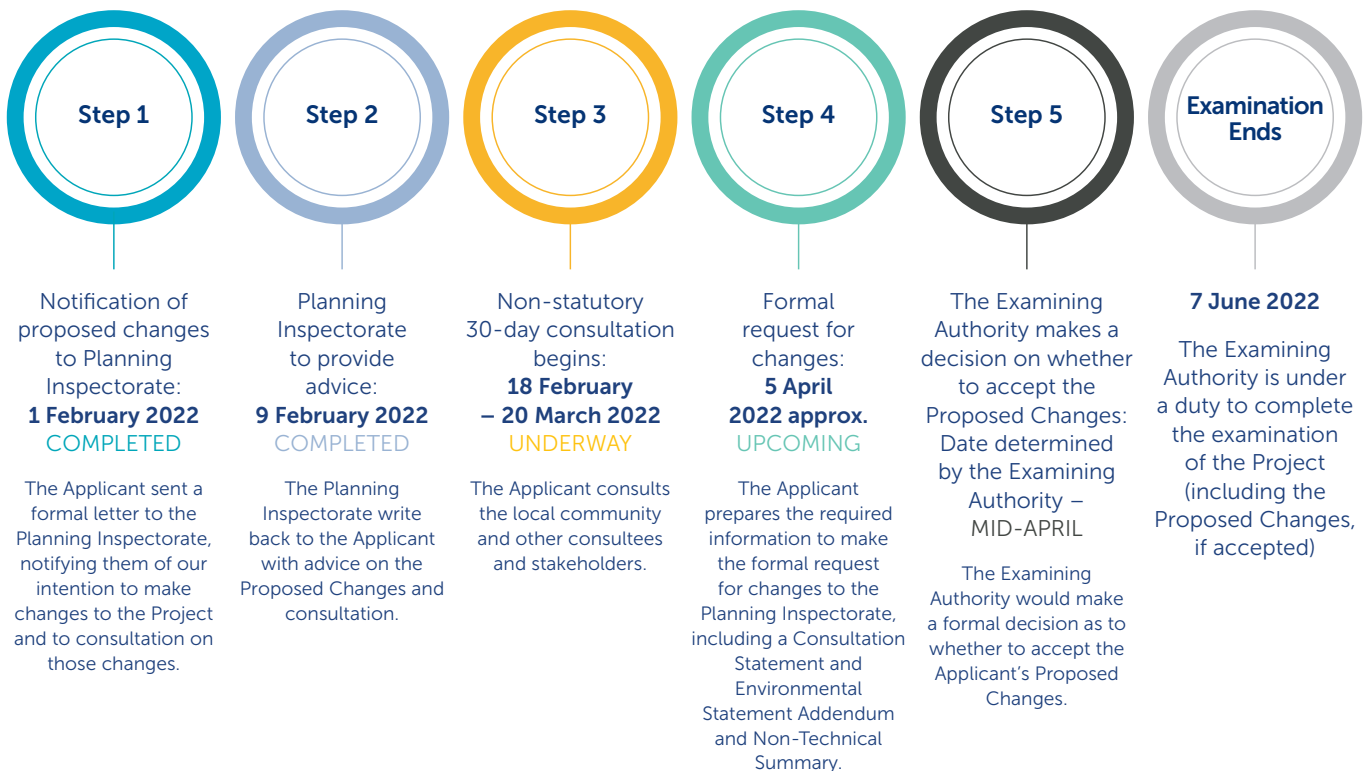 Step 1
Notification of
proposed changes
to Planning
Inspectorate:
1 February 2022
COMPLETED
The Applicant sent a
formal letter to the
Planning Inspectorate,
notifying them of our
intention to make
changes to the Project
and to consultation on
those changes.
Step 2
Planning
Inspectorate
to provide
advice:
9 February 2022
COMPLETED
The Planning
Inspectorate write
back to the Applicant
with advice on the
Proposed Changes and
consultation.
Step 3
Non-statutory
30-day consultation
begins:
18 February
– 20 March 2022
UNDERWAY
The Applicant consults
the local community
and other consultees
and stakeholders.
Step 4
Formal
request for
changes:
5 April
2022 approx.
UPCOMING
The Applicant
prepares the required
information to make
the formal request
for changes to the
Planning Inspectorate,
including a Consultation
Statement and
Environmental
Statement Addendum
and Non-Technical
Summary.
Step 5
The Examining
Authority makes a
decision on whether
to accept the
Proposed Changes:
Date determined
by the Examining
Authority –
MID-APRIL
The Examining
Authority would make
a formal decision as to
whether to accept the
Applicant's Proposed
Changes.
Examination
Ends
7 June 2022
The Examining
Authority is under
a duty to complete
the examination
of the Project
(including the
Proposed Changes,
if accepted)